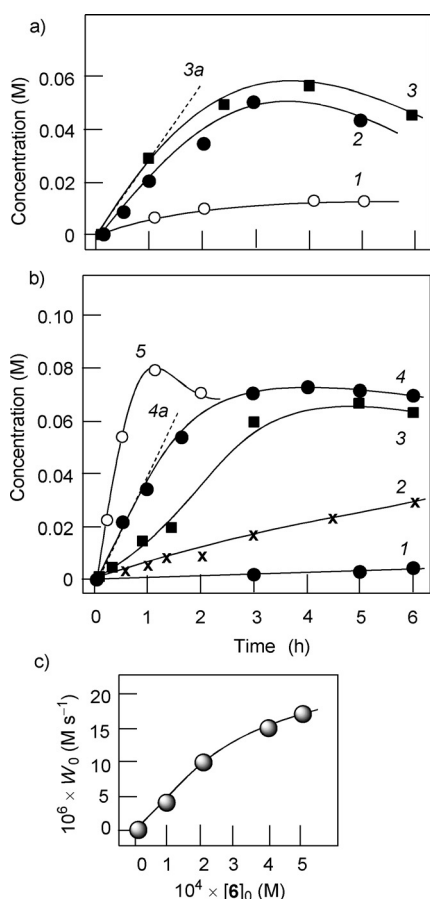 a)
Concentration (M)
0.06
0.04
0.02
0
3a
3
2
1
b)
Concentration (M)
0.10
0.08
0.06
0.04
0.02
0
5
4a
4
3
2
1
0 1 2 3 4 5 6
Time (h)
c)
10⁶ × W₀ (M s⁻¹)
20
15
10
5
0
0 1 2 3 4 5
10⁴ × [6]₀ (M)